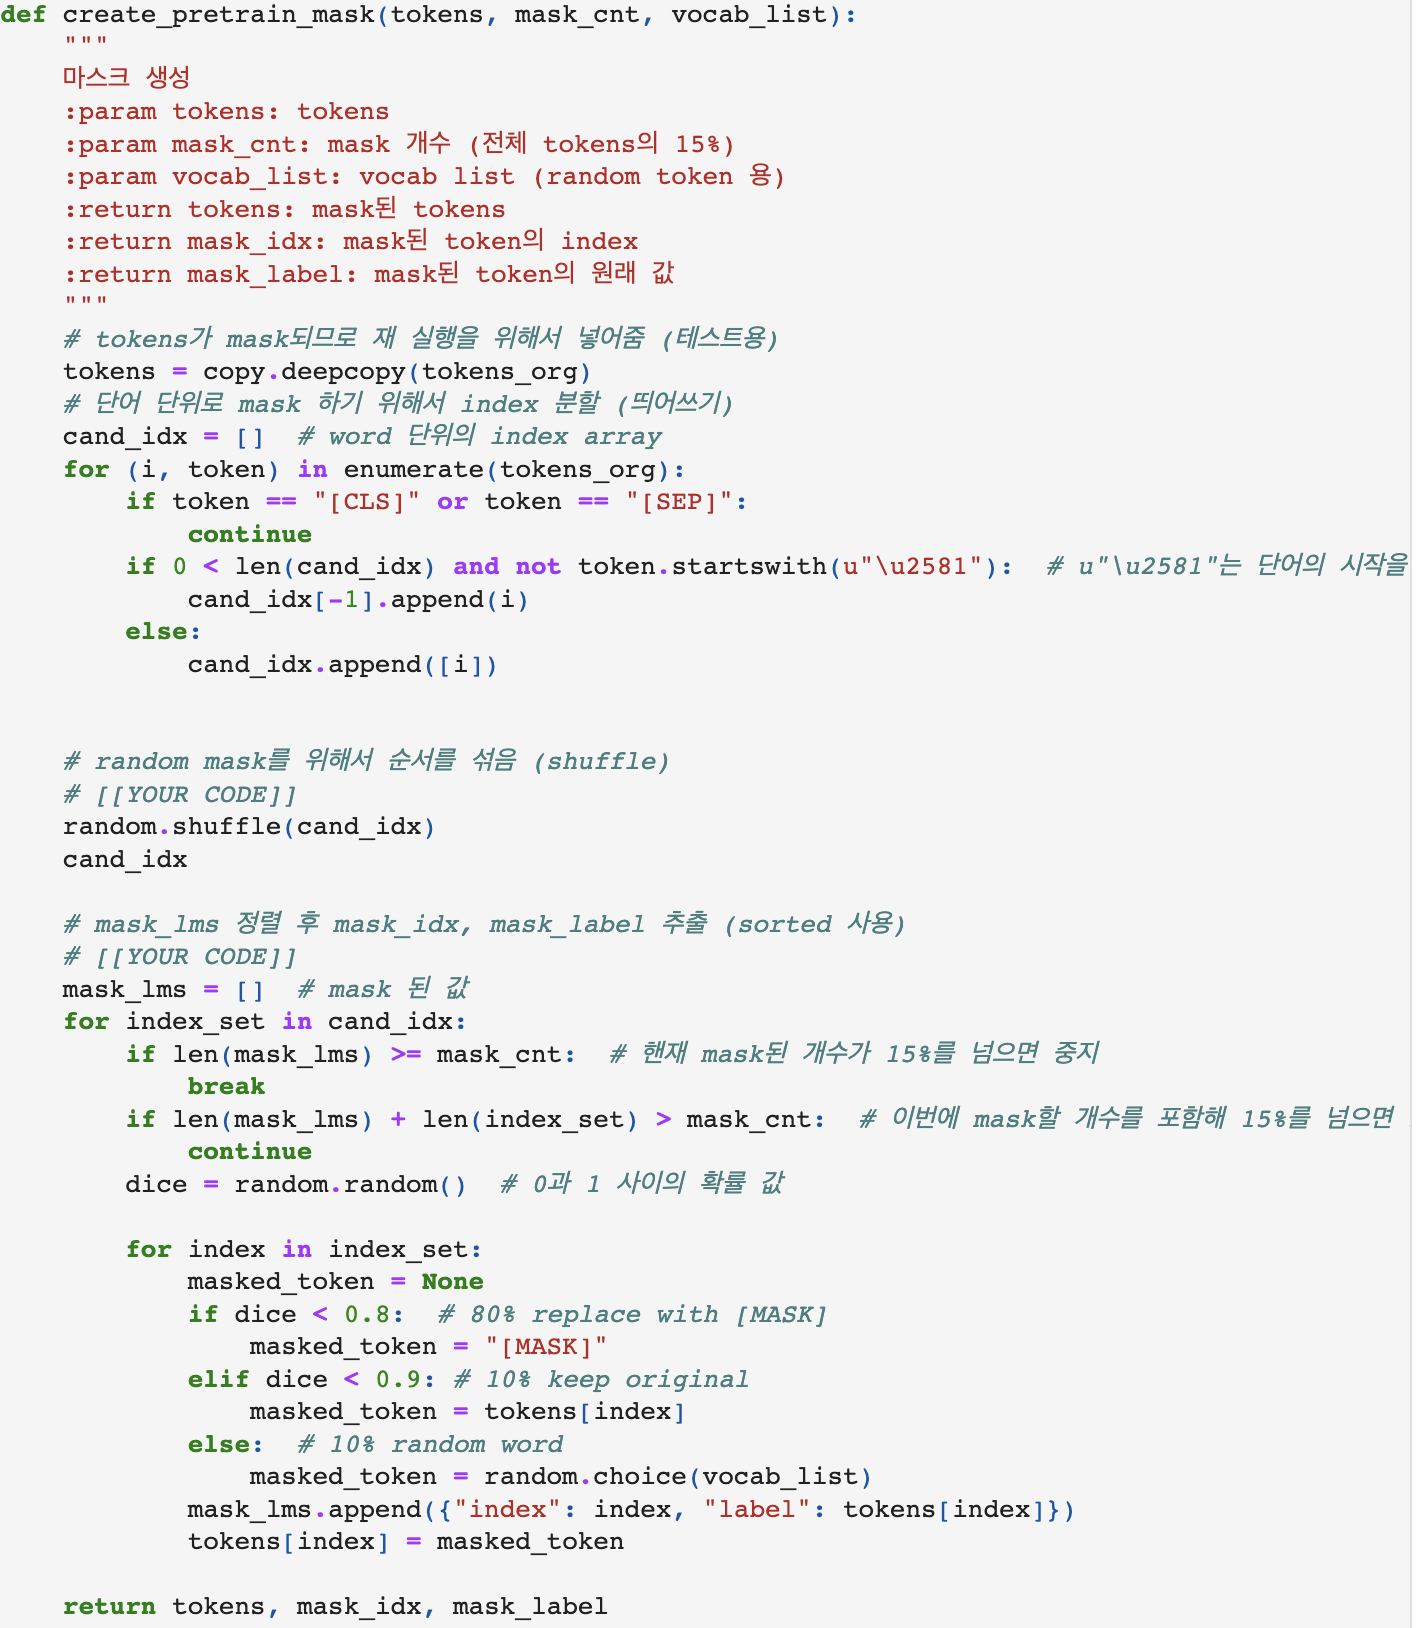 def create_pretrain_mask(tokens, mask_cnt, vocab_list):
    """
    마스크 생성
    :param tokens: tokens
    :param mask_cnt: mask 개수 (전체 tokens의 15%)
    :param vocab_list: vocab list (random token 용)
    :return tokens: mask된 tokens
    :return mask_idx: mask된 token의 index
    :return mask_label: mask된 token의 원래 값
    """
    # tokens가 mask되므로 재 실행을 위해서 넣어줌 (테스트용)
    tokens = copy.deepcopy(tokens_org)
    # 단어 단위로 mask 하기 위해서 index 분할 (띄어쓰기)
    cand_idx = []  # word 단위의 index array
    for (i, token) in enumerate(tokens_org):
        if token == "[CLS]" or token == "[SEP]":
            continue
        if 0 < len(cand_idx) and not token.startswith(u"\u2581"):  # u"\u2581"는 단어의 시작을
            cand_idx[-1].append(i)
        else:
            cand_idx.append([i])
    # random mask를 위해서 순서를 섞음 (shuffle)
    # [[YOUR CODE]]
    random.shuffle(cand_idx)
    cand_idx
    # mask_lms 정렬 후 mask_idx, mask_label 추출 (sorted 사용)
    # [[YOUR CODE]]
    mask_lms = []  # mask 된 값
    for index_set in cand_idx:
        if len(mask_lms) >= mask_cnt:  # 핸재 mask된 개수가 15%를 넘으면 중지
            break
        if len(mask_lms) + len(index_set) > mask_cnt:  # 이번에 mask할 개수를 포함해 15%를 넘으면
            continue
        dice = random.random()  # 0과 1 사이의 확률 값
        for index in index_set:
            masked_token = None
            if dice < 0.8:  # 80% replace with [MASK]
                masked_token = "[MASK]"
            elif dice < 0.9: # 10% keep original
                masked_token = tokens[index]
            else:  # 10% random word
                masked_token = random.choice(vocab_list)
            mask_lms.append({"index": index, "label": tokens[index]})
            tokens[index] = masked_token
    return tokens, mask_idx, mask_label